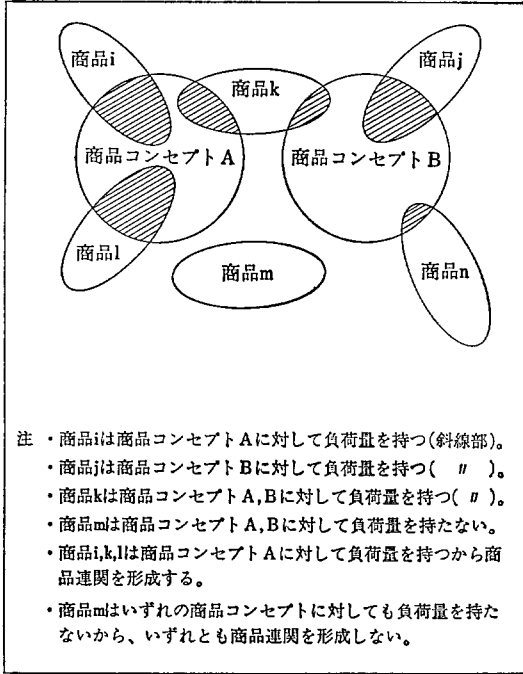 商品i
商品j
商品k
商品コンセプトA
商品コンセプトB
商品l
商品m
商品n
注 ・商品iは商品コンセプトAに対して負荷量を持つ(斜線部)。
・商品jは商品コンセプトBに対して負荷量を持つ( 〃 )。
・商品kは商品コンセプトA,Bに対して負荷量を持つ( 〃 )。
・商品mは商品コンセプトA,Bに対して負荷量を持たない。
・商品i,k,lは商品コンセプトAに対して負荷量を持つから商
品連関を形成する。
・商品mはいずれの商品コンセプトに対しても負荷量を持た
ないから、いずれとも商品連関を形成しない。